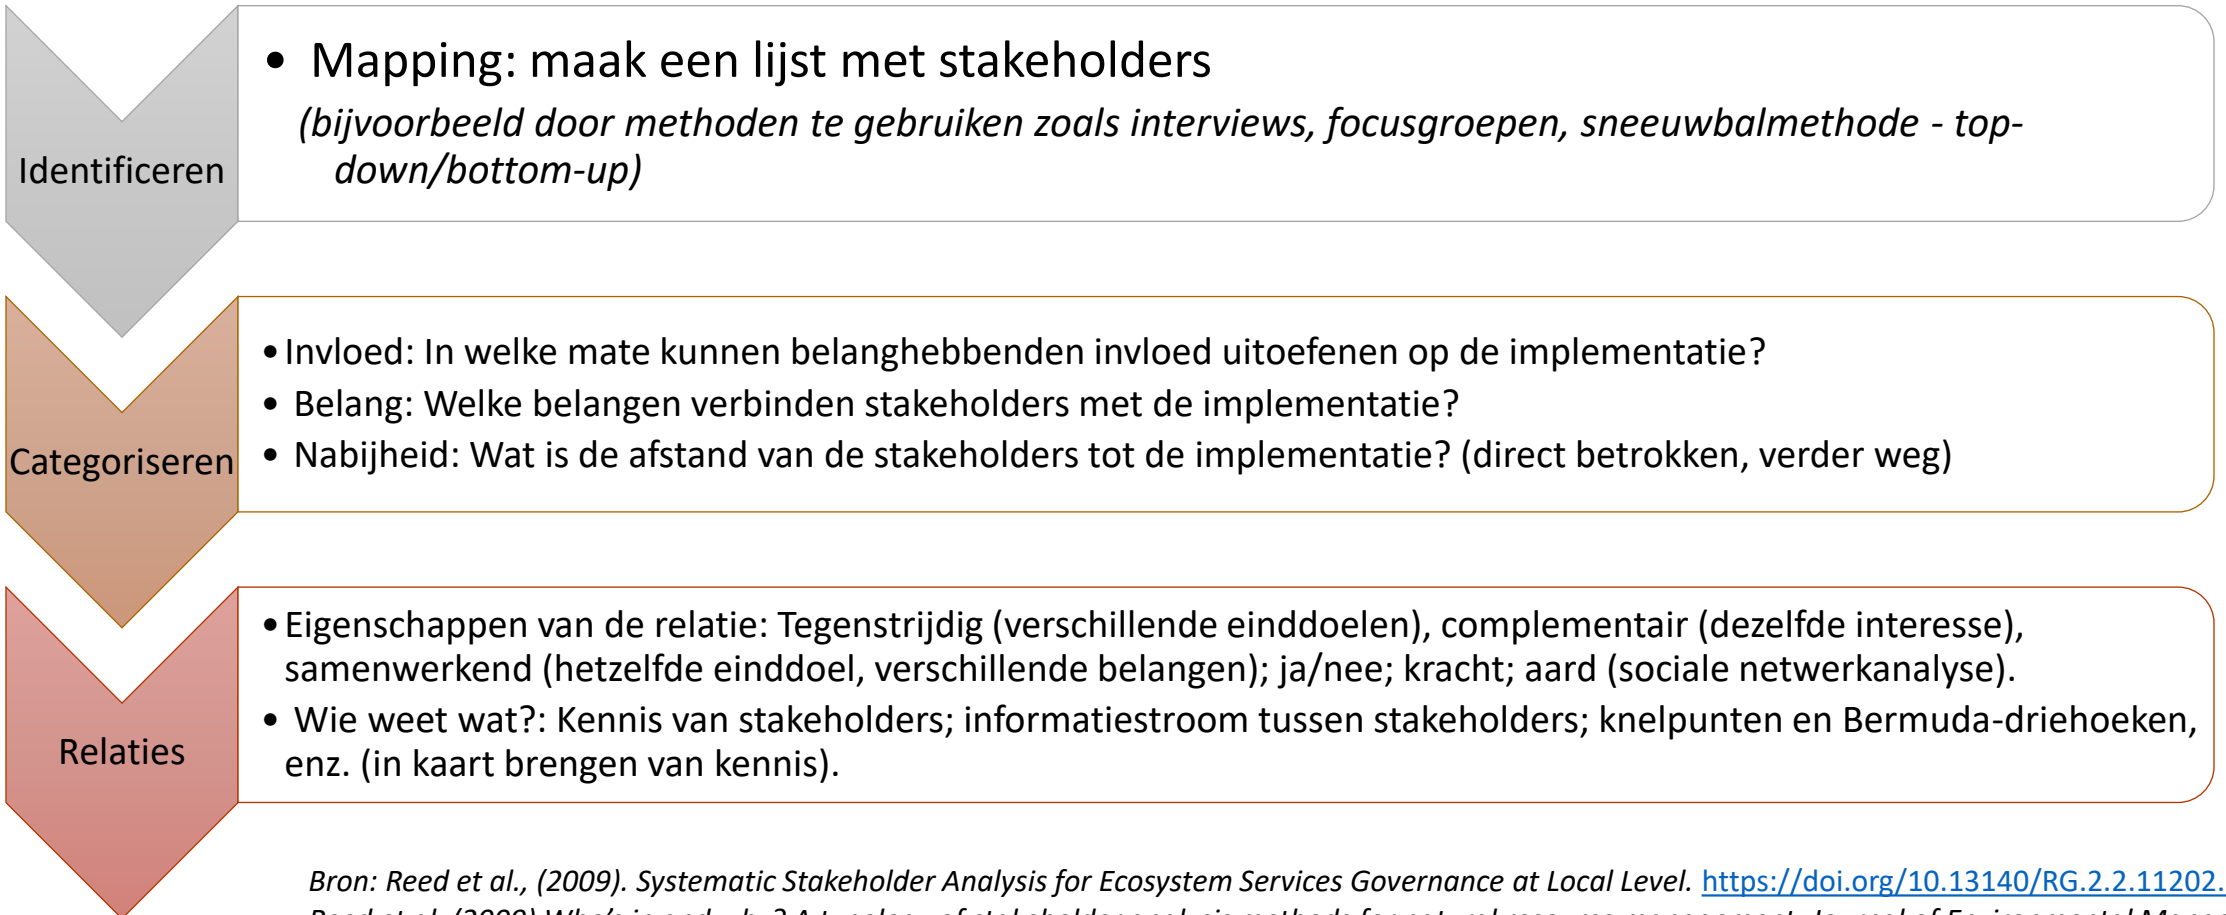 Identificeren
• Mapping: maak een lijst met stakeholders
(bijvoorbeeld door methoden te gebruiken zoals interviews, focusgroepen, sneeuwbalmethode - top-
down/bottom-up)
Categoriseren
• Invloed: In welke mate kunnen belanghebbenden invloed uitoefenen op de implementatie?
• Belang: Welke belangen verbinden stakeholders met de implementatie?
• Nabijheid: Wat is de afstand van de stakeholders tot de implementatie? (direct betrokken, verder weg)
Relaties
• Eigenschappen van de relatie: Tegenstrijdig (verschillende einddoelen), complementair (dezelfde interesse),
samenwerkend (hetzelfde einddoel, verschillende belangen); ja/nee; kracht; aard (sociale netwerkanalyse).
• Wie weet wat?: Kennis van stakeholders; informatiestroom tussen stakeholders; knelpunten en Bermuda-driehoeken,
enz. (in kaart brengen van kennis).
Bron: Reed et al., (2009). Systematic Stakeholder Analysis for Ecosystem Services Governance at Local Level. https://doi.org/10.13140/RG.2.2.11202.